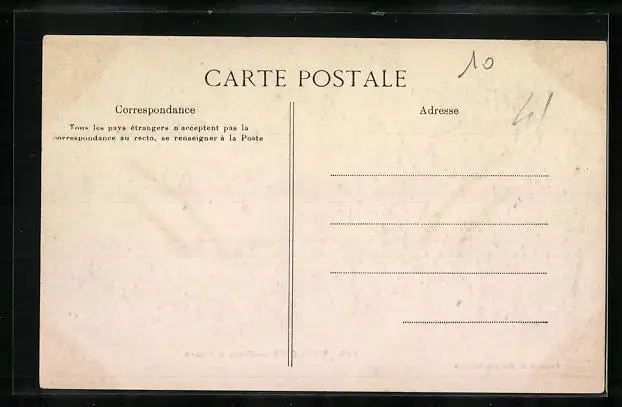 10
CARTE POSTALE
Correspondance
Tous les pays étrangers n'acceptent pas la
correspondance au recto, se renseigner à la Poste
Adresse